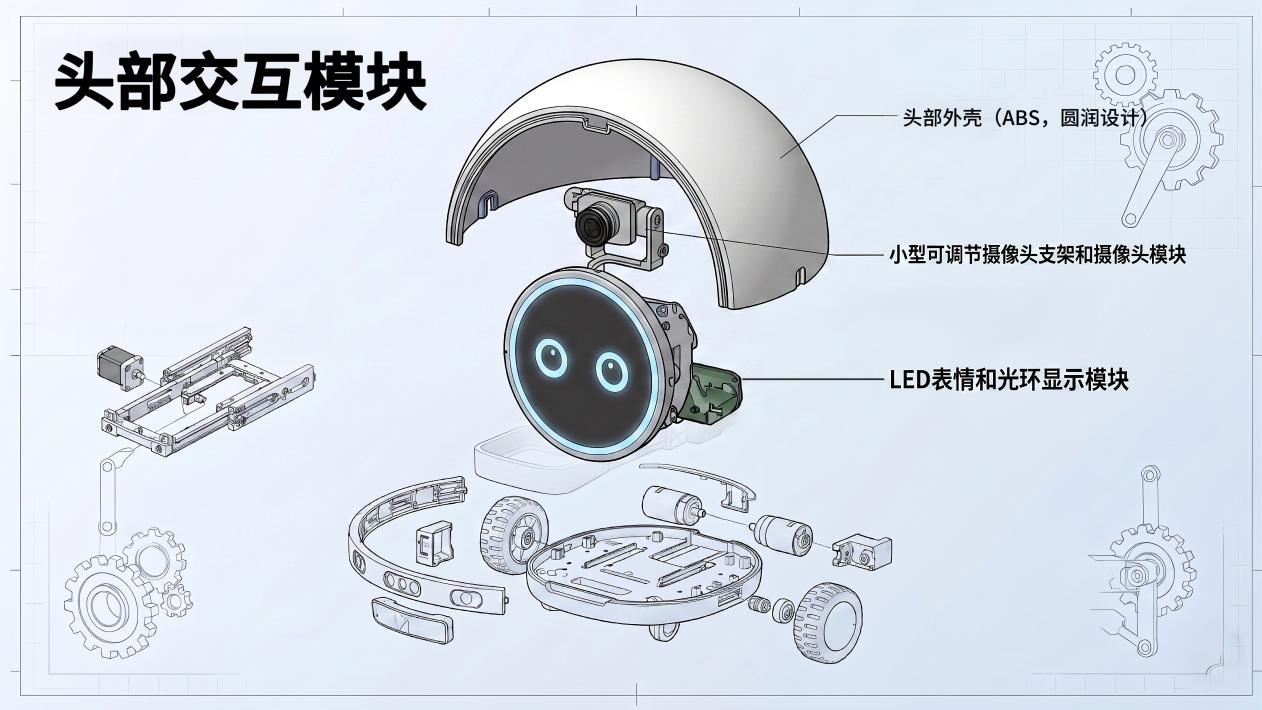 头部交互模块
头部外壳（ABS，圆润设计）
小型可调节摄像头支架和摄像头模块
LED表情和光环显示模块